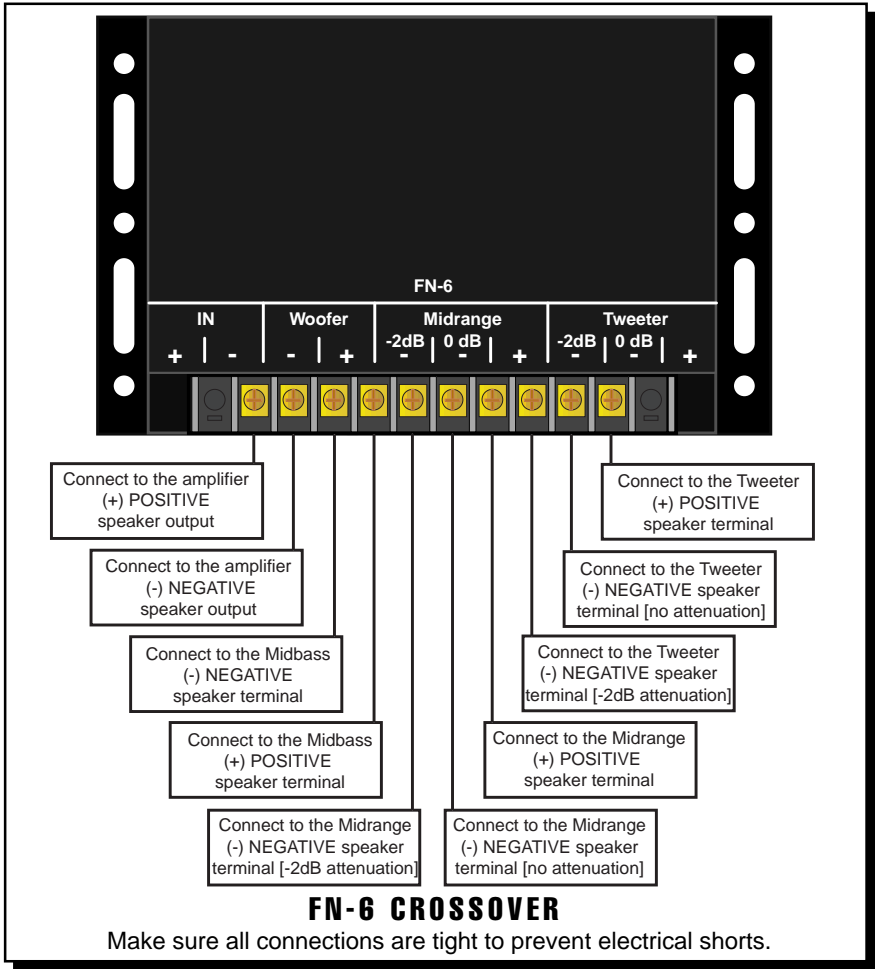 FN-6
IN Woofer Midrange Tweeter
-2dB 0 dB -2dB 0 dB
+ - - + - - + - - +
Connect to the amplifier
(+) POSITIVE
speaker output
Connect to the Tweeter
(+) POSITIVE
speaker terminal
Connect to the amplifier
(-) NEGATIVE
speaker output
Connect to the Tweeter
(-) NEGATIVE speaker
terminal [no attenuation]
Connect to the Midbass
(-) NEGATIVE
speaker terminal
Connect to the Tweeter
(-) NEGATIVE speaker
terminal [-2dB attenuation]
Connect to the Midbass
(+) POSITIVE
speaker terminal
Connect to the Midrange
(+) POSITIVE
speaker terminal
Connect to the Midrange
(-) NEGATIVE speaker
terminal [-2dB attenuation]
Connect to the Midrange
(-) NEGATIVE speaker
terminal [no attenuation]
FN-6 CROSSOVER
Make sure all connections are tight to prevent electrical shorts.